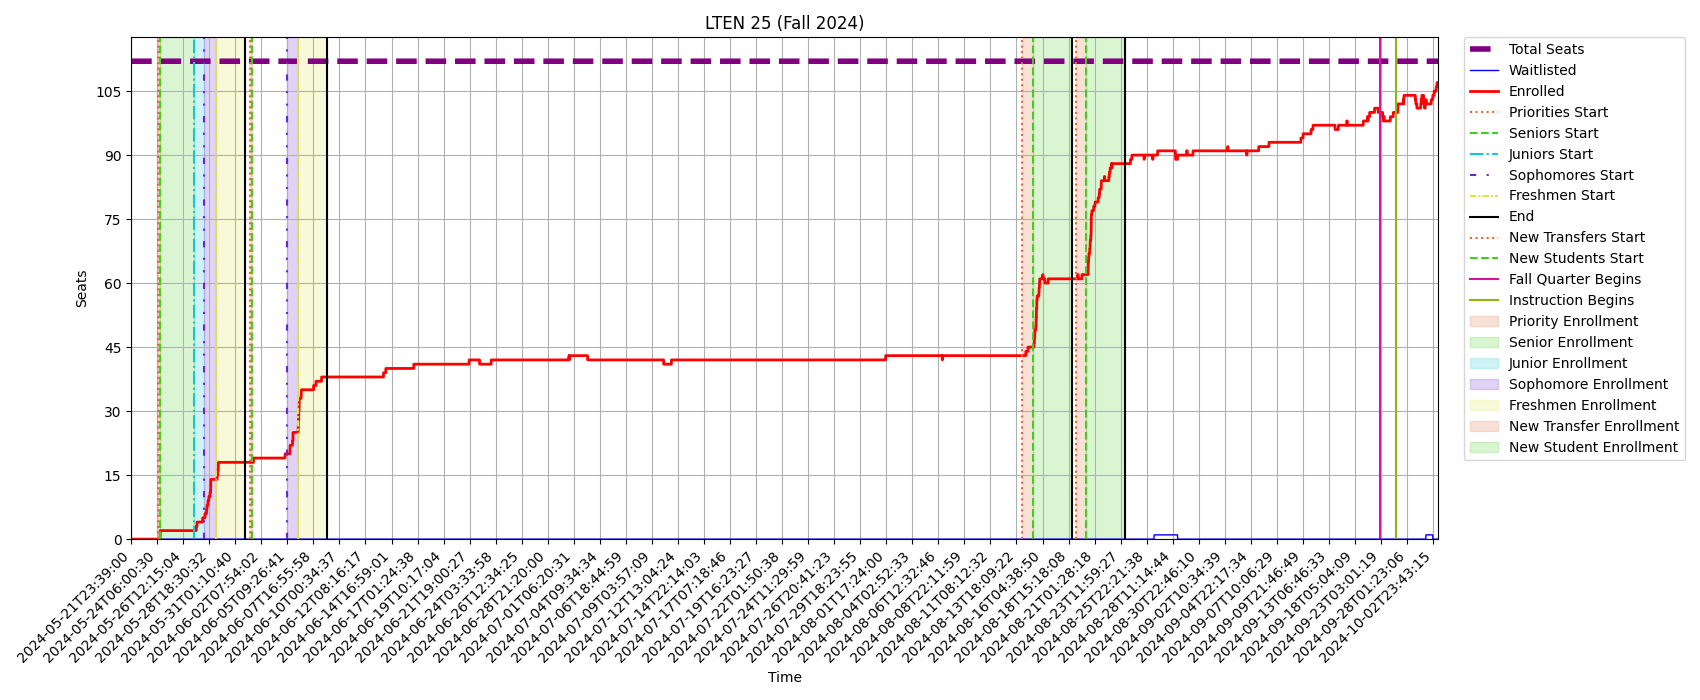 LTEN 25 (Fall 2024)
Seats
105
90
75
60
45
30
15
0
2024-05-21T23:39:00
2024-05-24T06:00:30
2024-05-26T12:15:04
2024-05-28T18:30:32
2024-05-31T01:10:40
2024-06-02T07:54:02
2024-06-05T09:26:41
2024-06-07T16:55:58
2024-06-10T00:34:37
2024-06-12T08:16:17
2024-06-14T16:59:01
2024-06-19T01:24:38
2024-06-19T10:17:04
2024-06-21T19:00:27
2024-06-24T03:33:58
2024-06-26T12:34:25
2024-06-28T21:20:00
2024-07-01T06:20:31
2024-07-04T09:34:34
2024-07-06T18:44:59
2024-07-09T03:57:09
2024-07-12T13:04:24
2024-07-14T22:14:03
2024-07-17T07:18:46
2024-07-19T16:23:27
2024-07-22T01:50:38
2024-07-24T11:29:59
2024-07-26T20:41:23
2024-07-29T18:23:55
2024-08-01T17:24:00
2024-08-04T02:52:33
2024-08-06T12:32:46
2024-08-08T22:11:59
2024-08-11T08:12:32
2024-08-13T18:09:22
2024-08-16T04:38:50
2024-08-18T15:18:08
2024-08-21T01:28:18
2024-08-23T11:59:27
2024-08-25T22:21:38
2024-08-28T11:14:44
2024-08-30T22:46:10
2024-09-02T10:34:39
2024-09-04T22:17:34
2024-09-07T10:06:29
2024-09-09T21:46:49
2024-09-13T06:46:33
2024-09-18T05:04:09
2024-09-23T03:01:19
2024-09-28T01:23:06
2024-10-02T23:43:15
Time
Total Seats
Waitlisted
Enrolled
Priorities Start
Seniors Start
Juniors Start
Sophomores Start
Freshmen Start
End
New Transfers Start
New Students Start
Fall Quarter Begins
Instruction Begins
Priority Enrollment
Senior Enrollment
Junior Enrollment
Sophomore Enrollment
Freshmen Enrollment
New Transfer Enrollment
New Student Enrollment